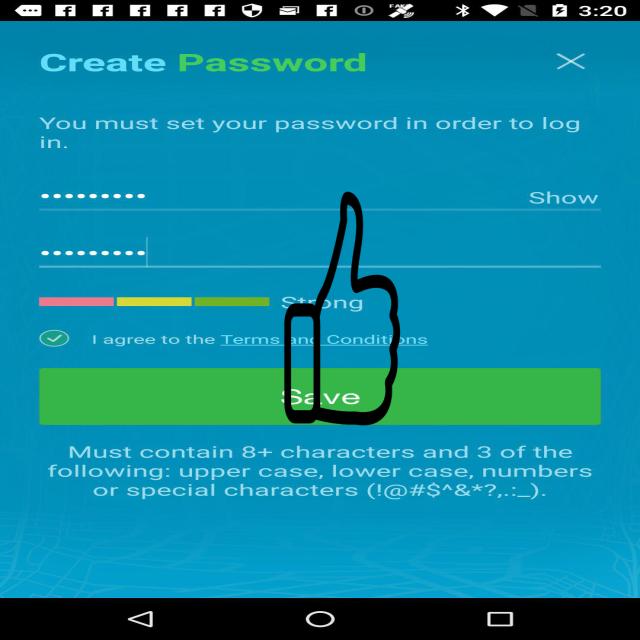 3:20
Create Password
You must set your password in order to log
in.
•••••••••
Show
•••••••••
Strong
I agree to the Terms and Conditions
Save
Must contain 8+ characters and 3 of the
following: upper case, lower case, numbers
or special characters (!@#$^&*?,.:_).